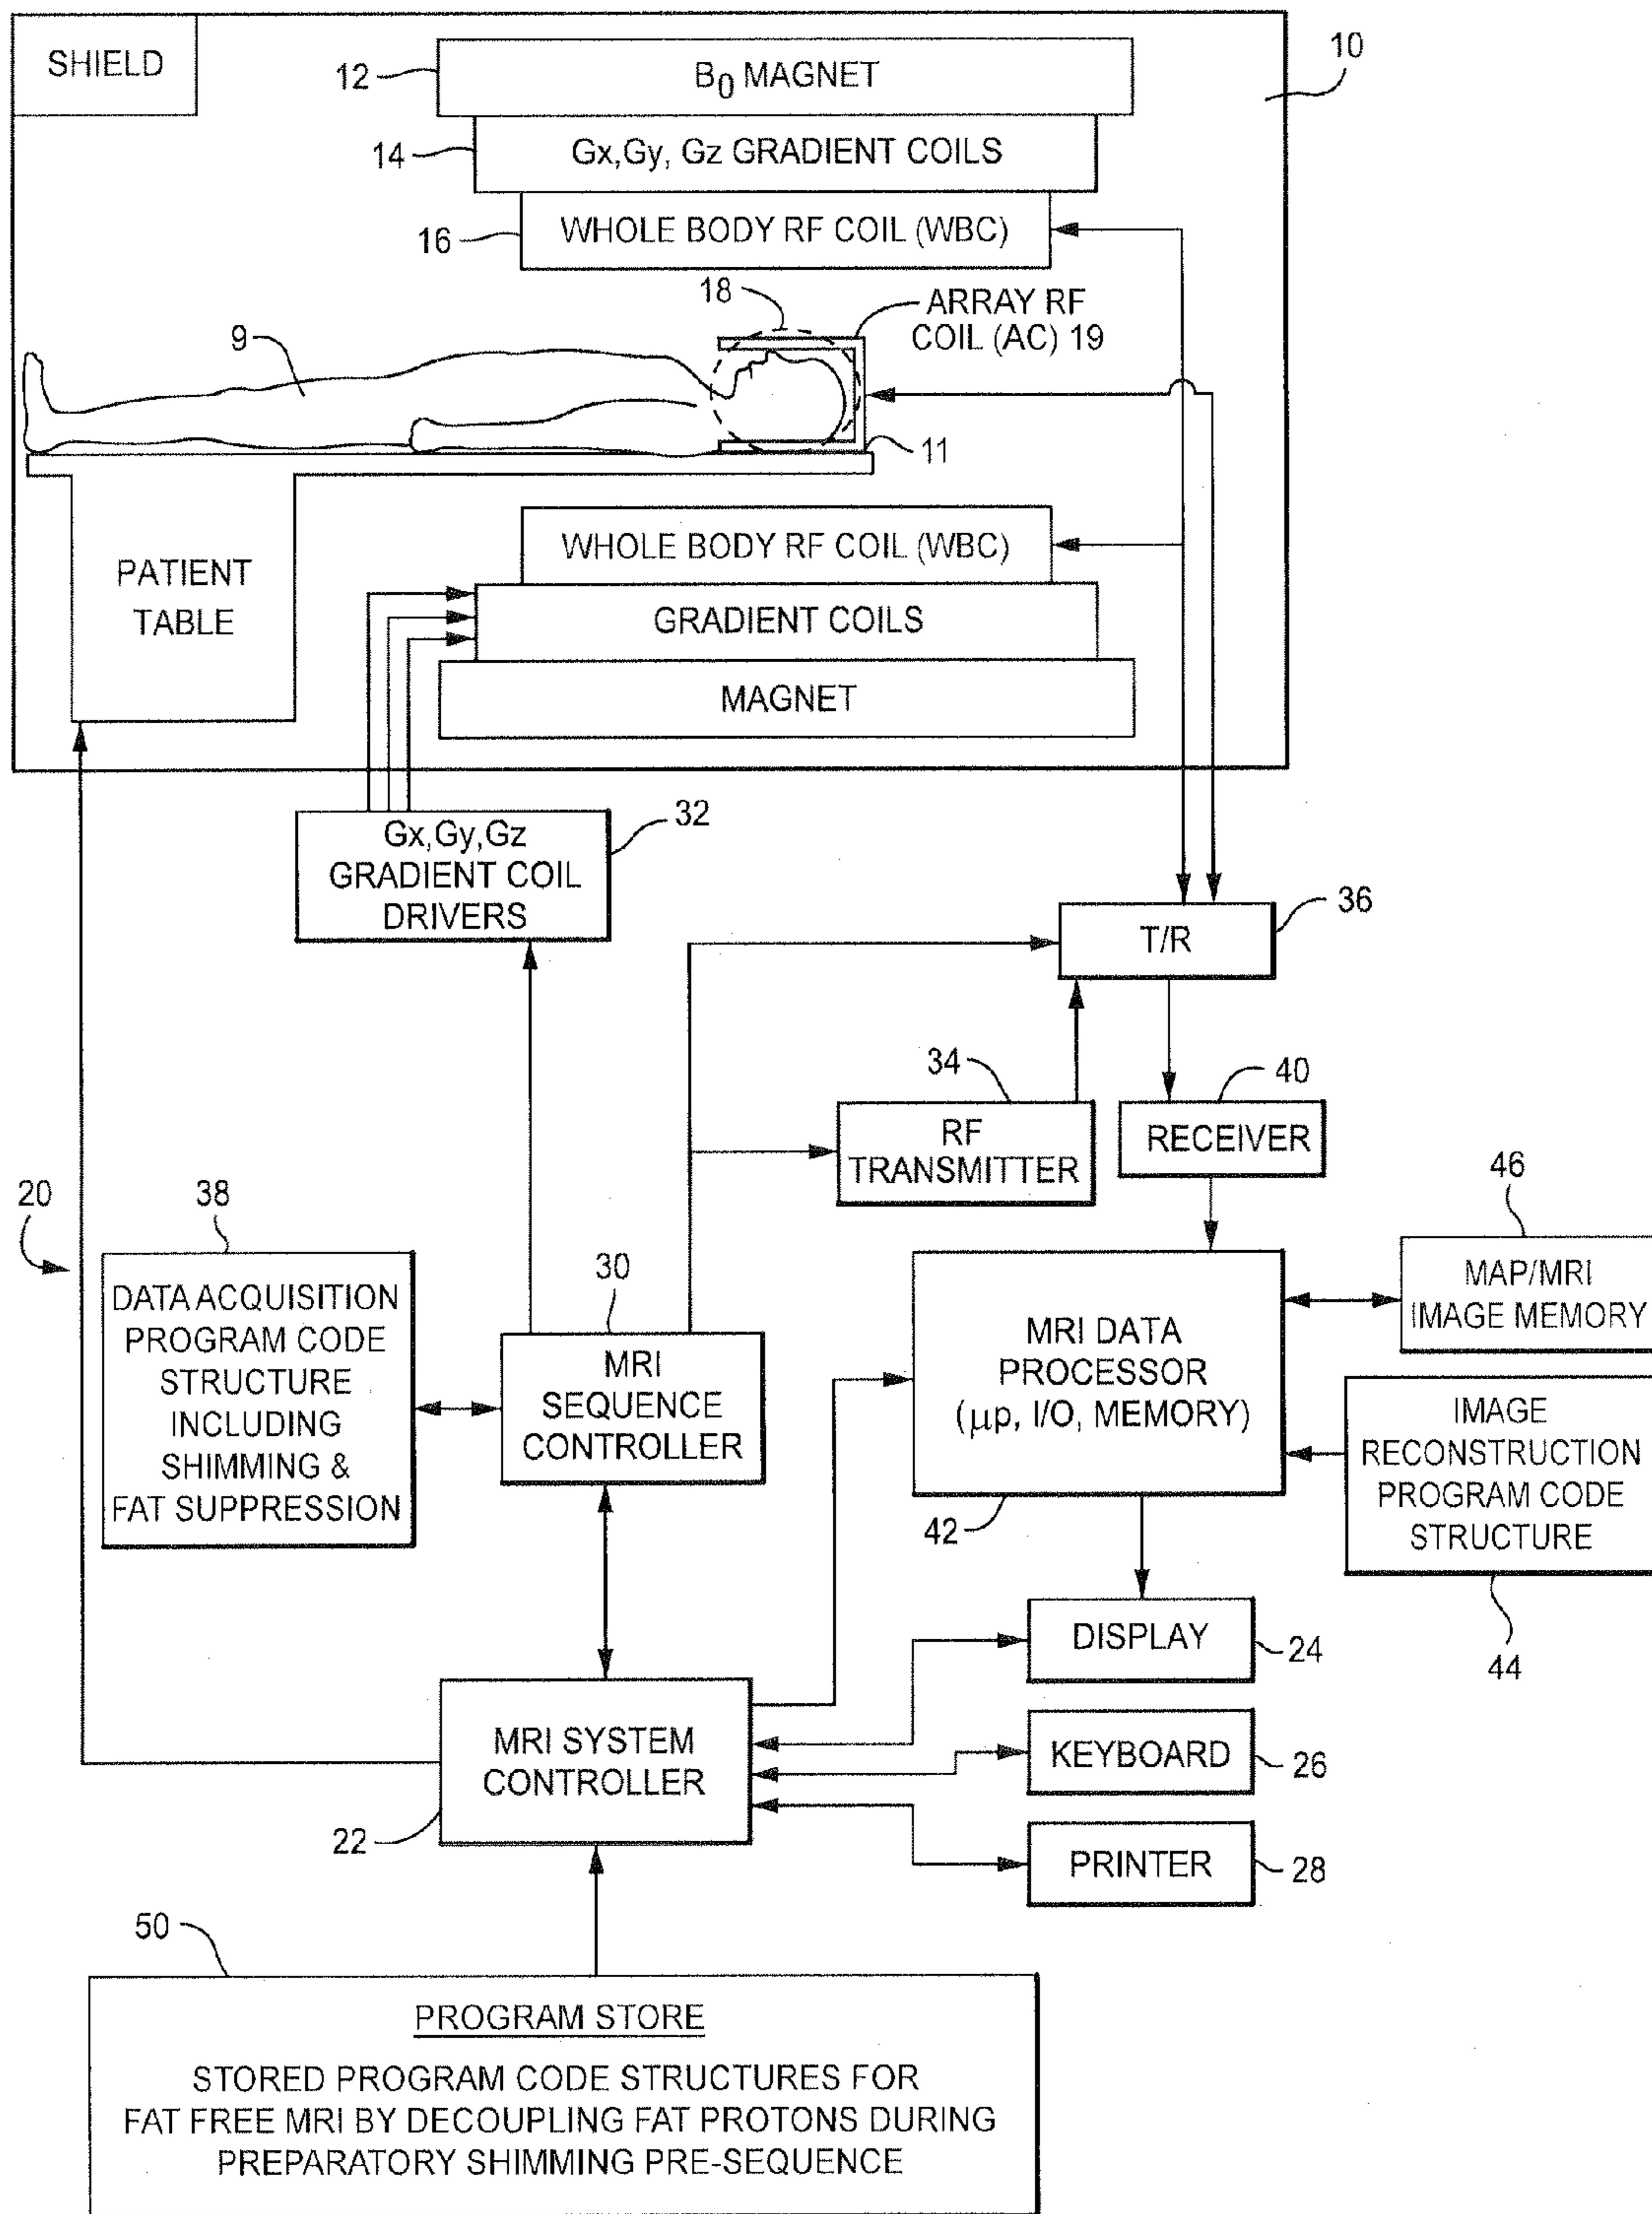 SHIELD
10
12
B0 MAGNET
14
Gx,Gy, Gz GRADIENT COILS
16
WHOLE BODY RF COIL (WBC)
18
ARRAY RF
COIL (AC) 19
9
11
WHOLE BODY RF COIL (WBC)
PATIENT
TABLE
GRADIENT COILS
MAGNET
Gx,Gy,Gz
GRADIENT COIL
DRIVERS
32
36
T/R
34
40
RF
TRANSMITTER
RECEIVER
20
38
46
DATA ACQUISITION
PROGRAM CODE
STRUCTURE
INCLUDING
SHIMMING &
FAT SUPPRESSION
30
MRI
SEQUENCE
CONTROLLER
MRI DATA
PROCESSOR
(μp, I/O, MEMORY)
42
MAP/MRI
IMAGE MEMORY
IMAGE
RECONSTRUCTION
PROGRAM CODE
STRUCTURE
44
DISPLAY
24
MRI SYSTEM
CONTROLLER
22
KEYBOARD
26
PRINTER
28
50
PROGRAM STORE
STORED PROGRAM CODE STRUCTURES FOR
FAT FREE MRI BY DECOUPLING FAT PROTONS DURING
PREPARATORY SHIMMING PRE-SEQUENCE